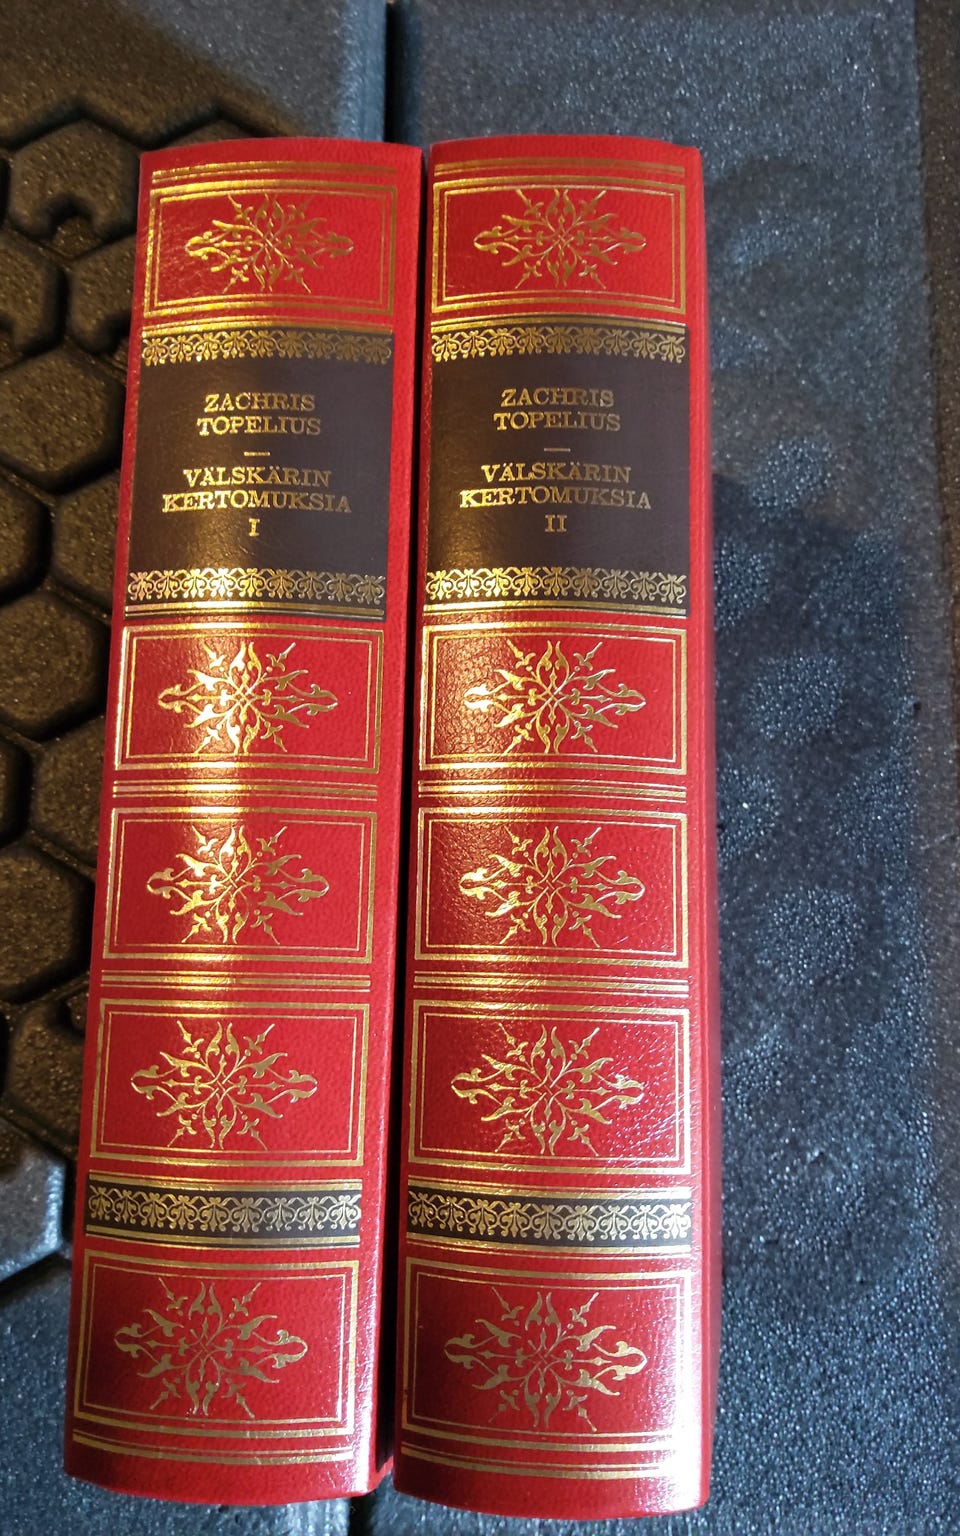 ZACHRIS
TOPELIUS
VÄLSKÄRIN
KERTOMUKSIA
I
ZACHRIS
TOPELIUS
VÄLSKÄRIN
KERTOMUKSIA
II